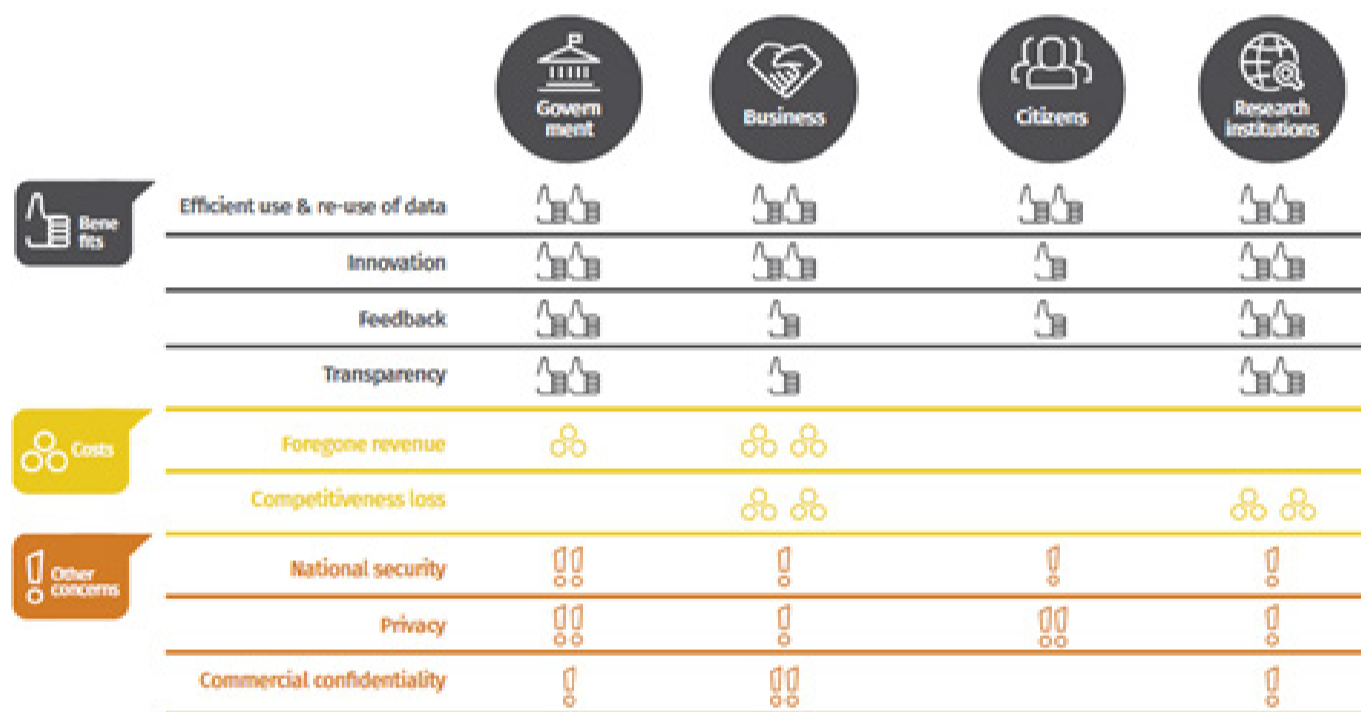 Govern
ment
Business
Citizens
Research
institutions
Bene
fits
Efficient use & re-use of data
Innovation
Feedback
Transparency
Costs
Foregone revenue
Competitiveness loss
Other
concerns
National security
Privacy
Commercial confidentiality